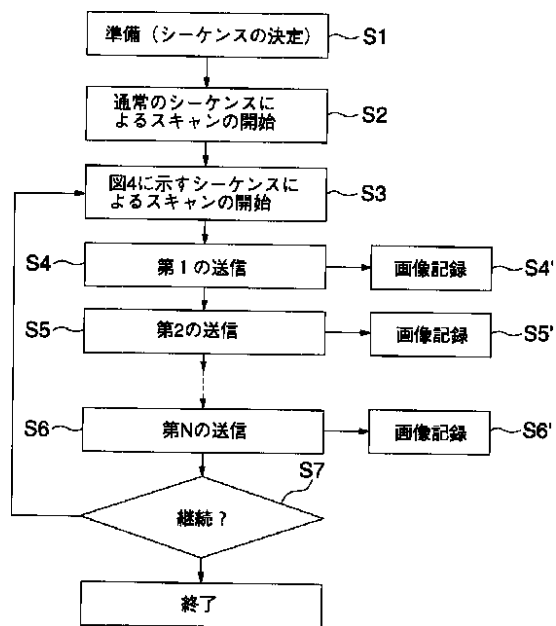 準備（シーケンスの決定）
S1
通常のシーケンスに
よるスキャンの開始
S2
図4に示すシーケンスに
よるスキャンの開始
S3
S4
第1の送信
画像記録
S4'
S5
第2の送信
画像記録
S5'
S6
第Nの送信
画像記録
S6'
S7
継続？
終了